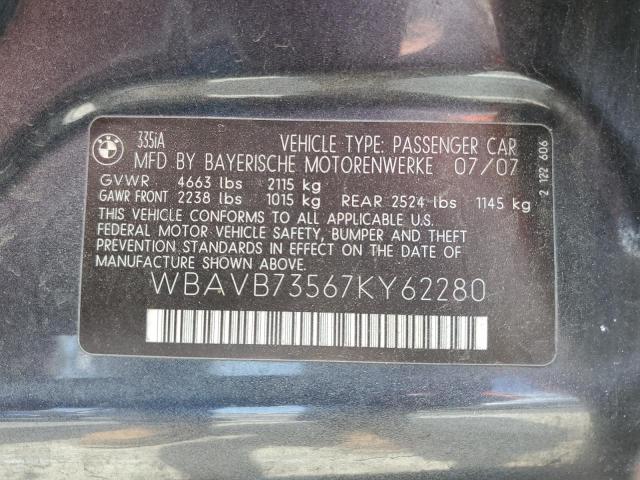 335iA VEHICLE TYPE: PASSENGER CAR
MFD BY BAYERISCHE MOTORENWERKE 07/07
GVWR 4663 lbs 2115 kg
GAWR FRONT 2238 lbs 1015 kg REAR 2524 lbs 1145 kg
THIS VEHICLE CONFORMS TO ALL APPLICABLE U.S.
FEDERAL MOTOR VEHICLE SAFETY, BUMPER AND THEFT
PREVENTION STANDARDS IN EFFECT ON THE DATE OF
MANUFACTURE SHOWN ABOVE.
WBAVB73567KY62280
2 122 606
BMW